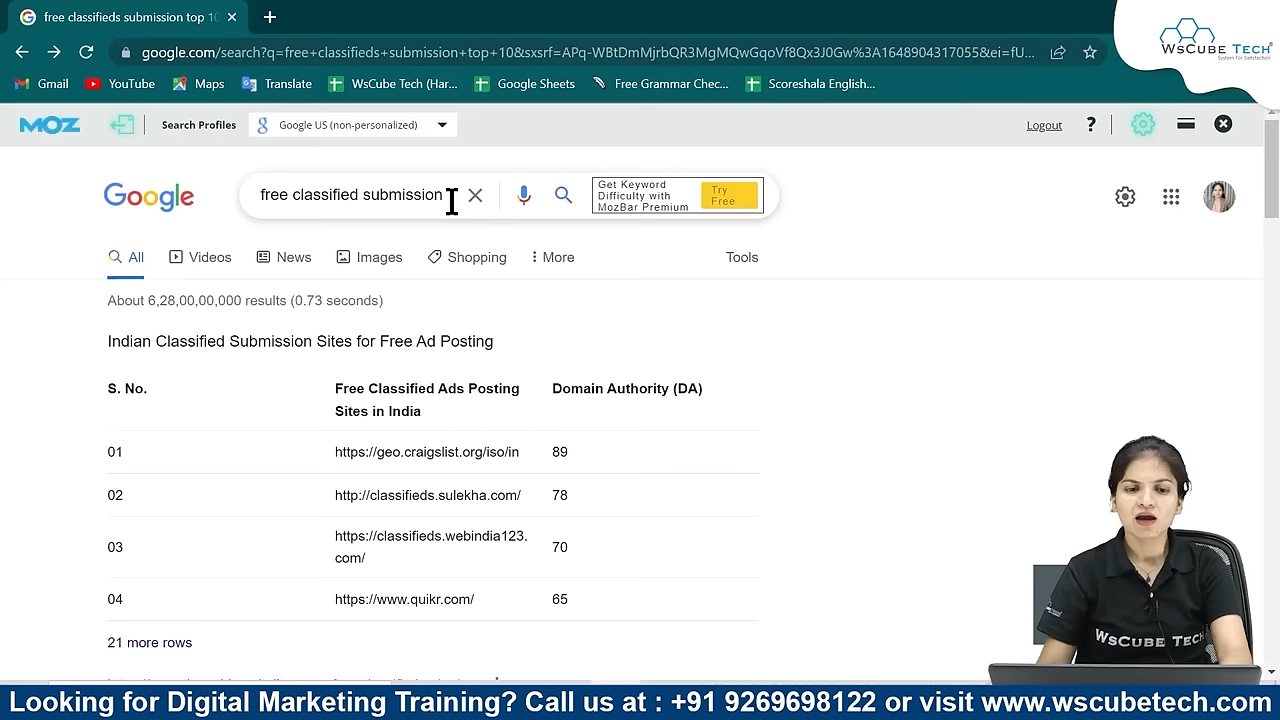 free classifieds submission top 10
WsCube Tech
System For Satisfaction
google.com/search?q=free+classifieds+submission+top+10&sxsrf=APq-WBtDmMjrbQR3MgMQwGqoVf8Qx3J0Gw%3A1648904317055&ei=fU...
Gmail YouTube Maps Translate WsCube Tech (Har... Google Sheets Free Grammar Chec... Scoreshala English...
MOZ Search Profiles Google US (non-personalized) Logout ?
Google free classified submission
Get Keyword
Difficulty with
MozBar Premium
Try
Free
All Videos News Images Shopping More Tools
About 6,28,00,00,000 results (0.73 seconds)
Indian Classified Submission Sites for Free Ad Posting
S. No. Free Classified Ads Posting Domain Authority (DA)
Sites in India
01 https://geo.craigslist.org/iso/in 89
02 http://classifieds.sulekha.com/ 78
03 https://classifieds.webindia123. 70
com/
04 https://www.quikr.com/ 65
21 more rows
WsCube Tech
Looking for Digital Marketing Training? Call us at : +91 9269698122 or visit www.wscubetech.com